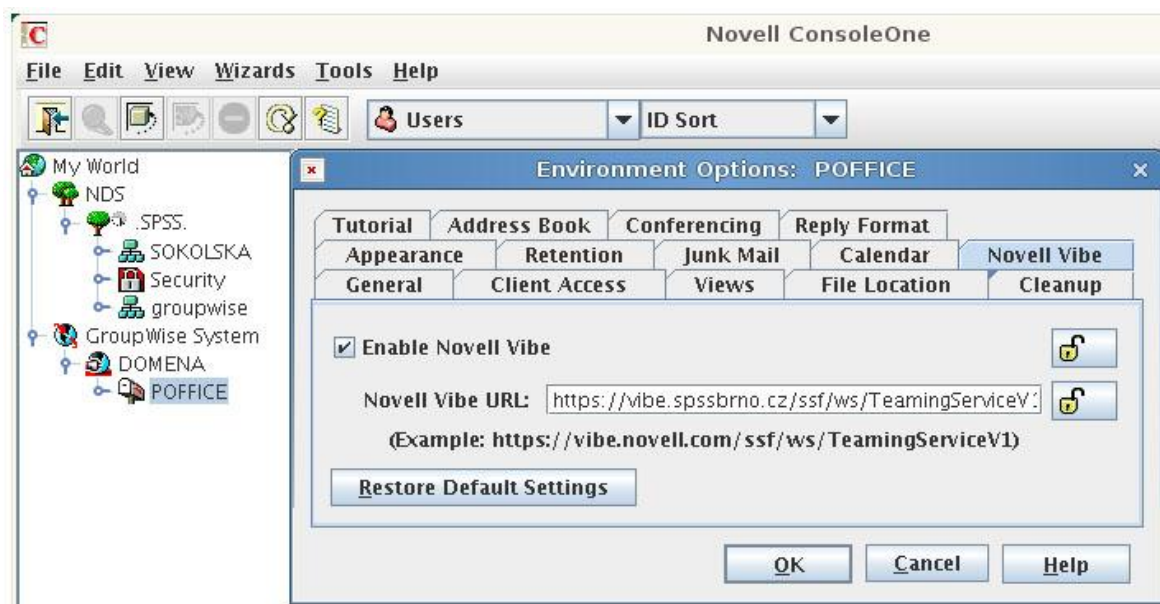 Novell ConsoleOne
File Edit View Wizards Tools Help
Users ID Sort
My World
NDS
.SPSS.
SOKOLSKA
Security
groupwise
GroupWise System
DOMENA
POFFICE
Environment Options: POFFICE
Tutorial Address Book Conferencing Reply Format
Appearance Retention Junk Mail Calendar Novell Vibe
General Client Access Views File Location Cleanup
Enable Novell Vibe
Novell Vibe URL: https://vibe.spssbrno.cz/ssf/ws/TeamingServiceV1
(Example: https://vibe.novell.com/ssf/ws/TeamingServiceV1)
Restore Default Settings
OK Cancel Help